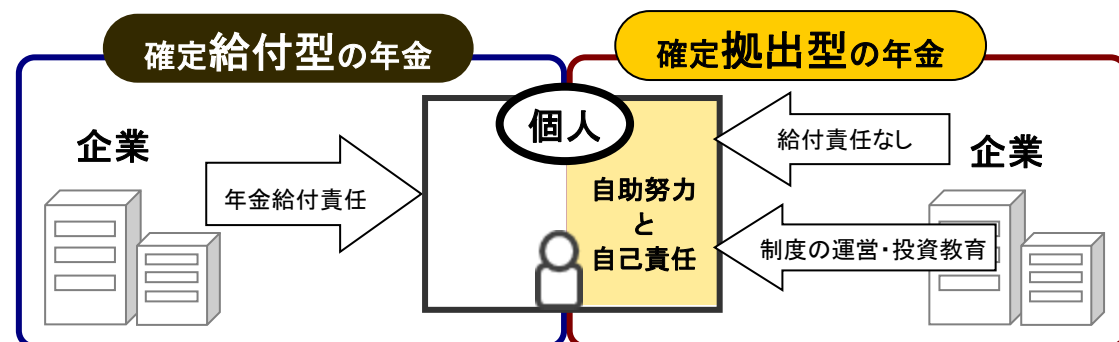 確定給付型の年金
確定拠出型の年金
企業
年金給付責任
個人
自助努力
と
自己責任
給付責任なし
企業
制度の運営・投資教育